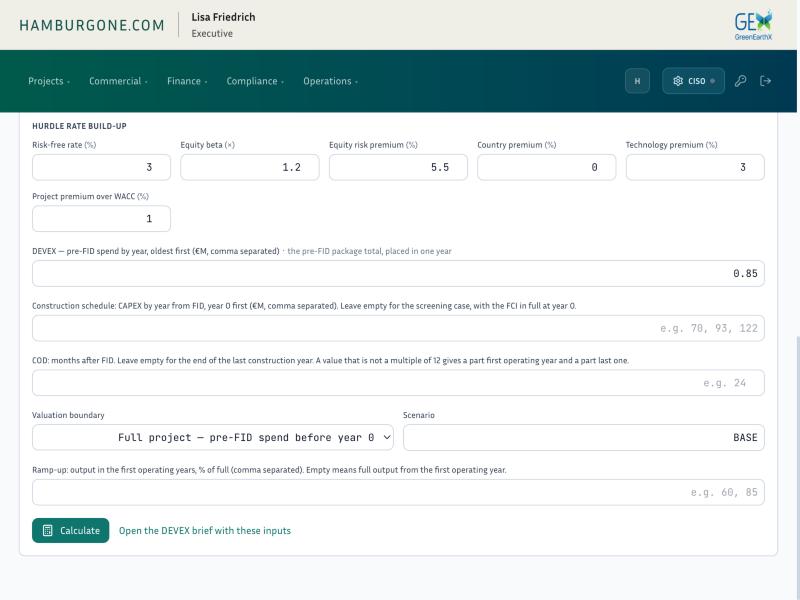 HAMBURGONE.COM
Lisa Friedrich
Executive
GEX
GreenEarthX
Projects
Commercial
Finance
Compliance
Operations
H
CISO
HURDLE RATE BUILD-UP
Risk-free rate (%)
Equity beta (×)
Equity risk premium (%)
Country premium (%)
Technology premium (%)
3
1.2
5.5
0
3
Project premium over WACC (%)
1
DEVEX — pre-FID spend by year, oldest first (€M, comma separated) · the pre-FID package total, placed in one year
0.85
Construction schedule: CAPEX by year from FID, year 0 first (€M, comma separated). Leave empty for the screening case, with the FCI in full at year 0.
e.g. 70, 93, 122
COD: months after FID. Leave empty for the end of the last construction year. A value that is not a multiple of 12 gives a part first operating year and a part last one.
e.g. 24
Valuation boundary
Scenario
Full project — pre-FID spend before year 0
BASE
Ramp-up: output in the first operating years, % of full (comma separated). Empty means full output from the first operating year.
e.g. 60, 85
Calculate
Open the DEVEX brief with these inputs